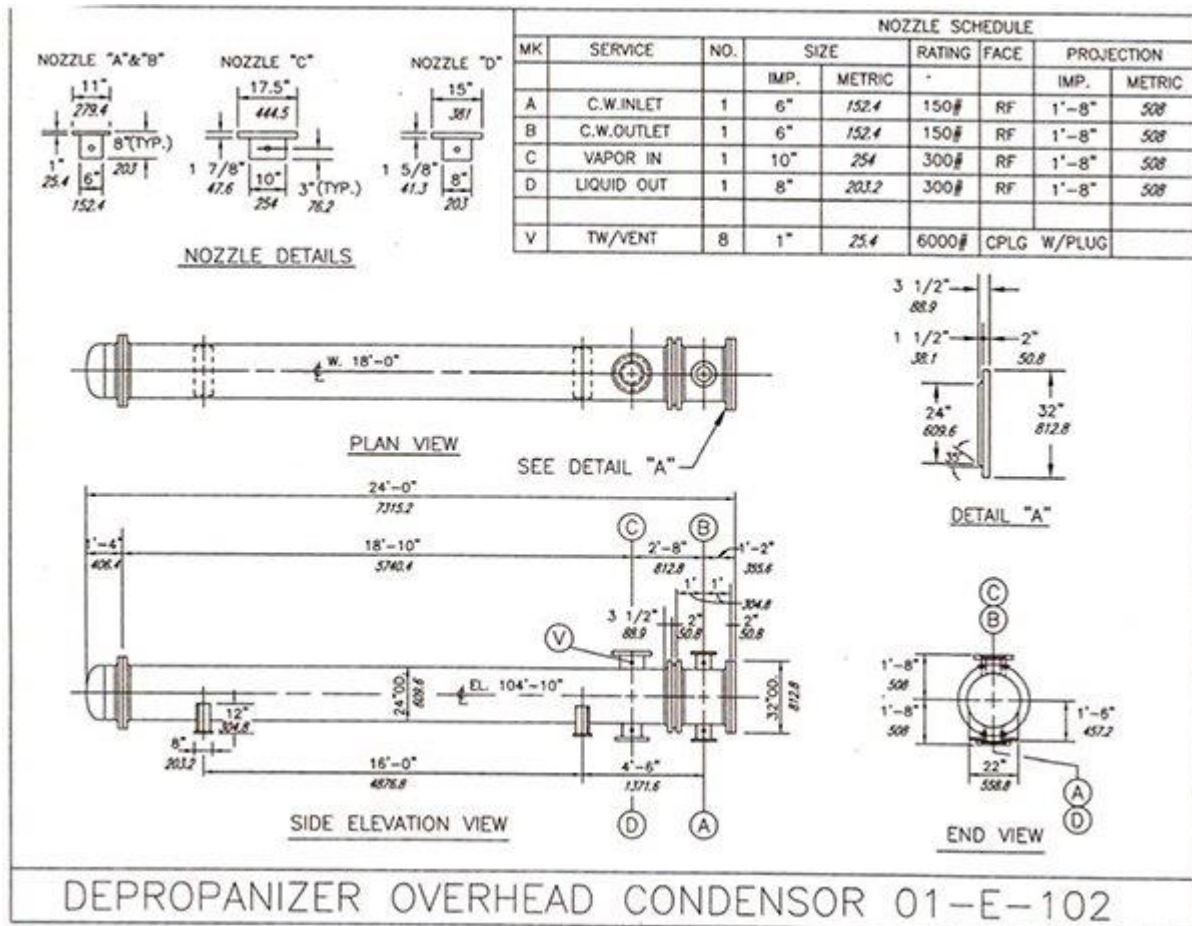 NOZZLE "A"&"B"
11"
279.4
8"(TYP.)
203
1"
25.4
6"
152.4
NOZZLE "C"
17.5"
444.5
1 7/8"
47.6
10"
254
3"(TYP.)
76.2
NOZZLE "D"
15"
381
1 5/8"
41.3
8"
203
NOZZLE DETAILS
NOZZLE SCHEDULE
MK SERVICE NO. SIZE RATING FACE PROJECTION
IMP. METRIC IMP. METRIC
A C.W.INLET 1 6" 152.4 150# RF 1'-8" 508
B C.W.OUTLET 1 6" 152.4 150# RF 1'-8" 508
C VAPOR IN 1 10" 254 300# RF 1'-8" 508
D LIQUID OUT 1 8" 203.2 300# RF 1'-8" 508
V TW/VENT 8 1" 25.4 6000# CPLG W/PLUG
W. 18'-0"
PLAN VIEW
SEE DETAIL "A"
3 1/2"
88.9
1 1/2"
38.1
2"
50.8
24"
609.6
32"
812.8
35°
DETAIL "A"
24'-0"
7315.2
1'-4"
406.4
18'-10"
5740.4
C
B
2'-8"
812.8
1'-2"
355.6
1' 1'
304.8
3 1/2"
88.9
2"
50.8
2"
50.8
V
24"OD.
609.6
EL. 104'-10"
32"OD.
812.8
12"
304.8
8"
203.2
16'-0"
4876.8
4'-6"
1371.6
D
A
SIDE ELEVATION VIEW
C
B
1'-8"
508
1'-8"
508
1'-6"
457.2
22"
558.8
A
D
END VIEW
DEPROPANIZER OVERHEAD CONDENSOR 01-E-102